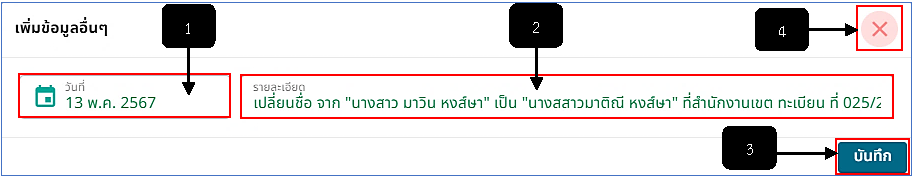 1
2
4
เพิ่มข้อมูลอื่นๆ
วันที่
รายละเอียด
13 พ.ค. 2567
เปลี่ยนชื่อ จาก "นางสาว มาวิน หงส์ษา" เป็น "นางสสาวมาติณี หงส์ษา" ที่สำนักงานเขต ทะเบียน ที่ 025/2
3
บันทึก